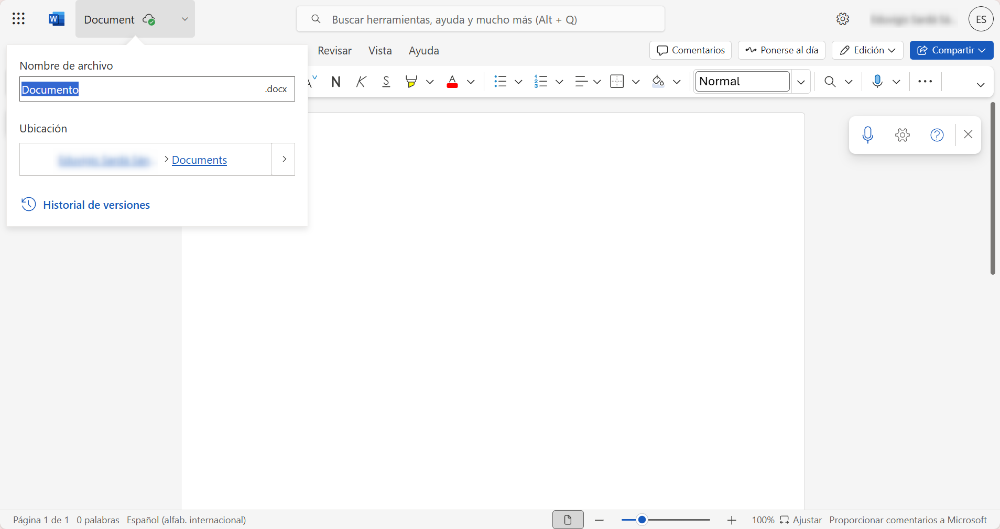 W Document
Buscar herramientas, ayuda y mucho más (Alt + Q)
ES
Nombre de archivo
Documento .docx
Ubicación
Documents
Historial de versiones
Revisar Vista Ayuda
Comentarios Ponerse al día Edición Compartir
N K S A Normal
Página 1 de 1 0 palabras Español (alfab. internacional)
100% Ajustar Proporcionar comentarios a Microsoft